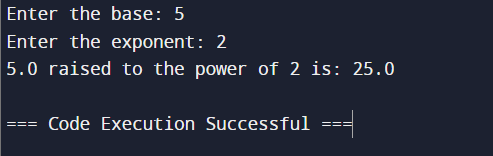 Enter the base: 5
Enter the exponent: 2
5.0 raised to the power of 2 is: 25.0
=== Code Execution Successful ===